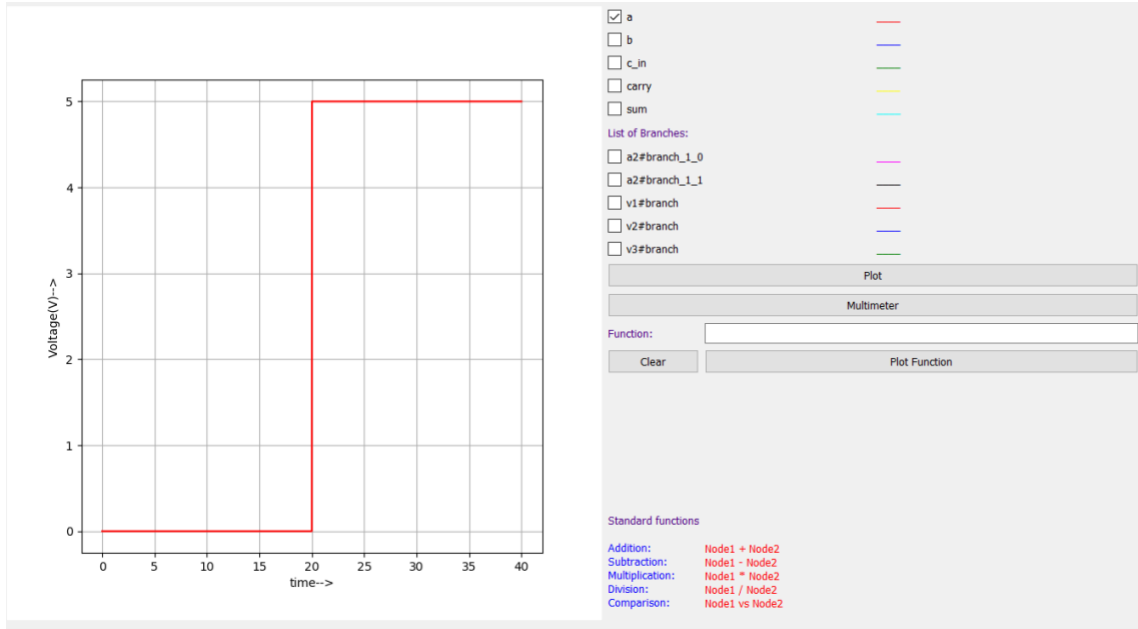 5
4
3
2
1
0
Voltage(V)-->
0 5 10 15 20 25 30 35 40
time-->
a
b
c_in
carry
sum
List of Branches:
a2#branch_1_0
a2#branch_1_1
v1#branch
v2#branch
v3#branch
Plot
Multimeter
Function:
Clear Plot Function
Standard functions
Addition: Node1 + Node2
Subtraction: Node1 - Node2
Multiplication: Node1 * Node2
Division: Node1 / Node2
Comparison: Node1 vs Node2